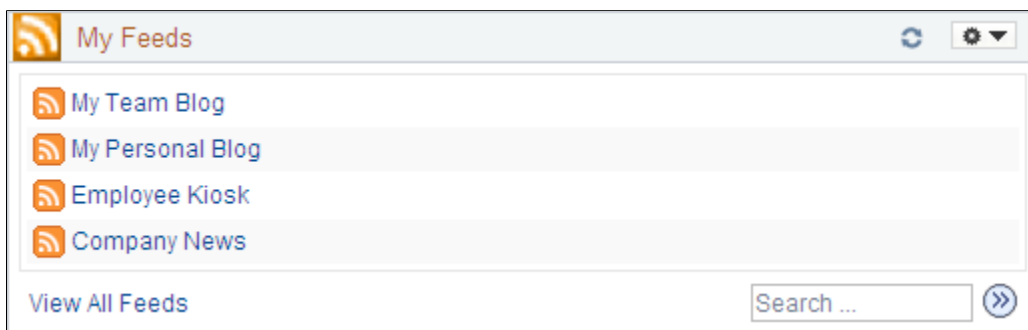 My Feeds
My Team Blog
My Personal Blog
Employee Kiosk
Company News
View All Feeds
Search ...